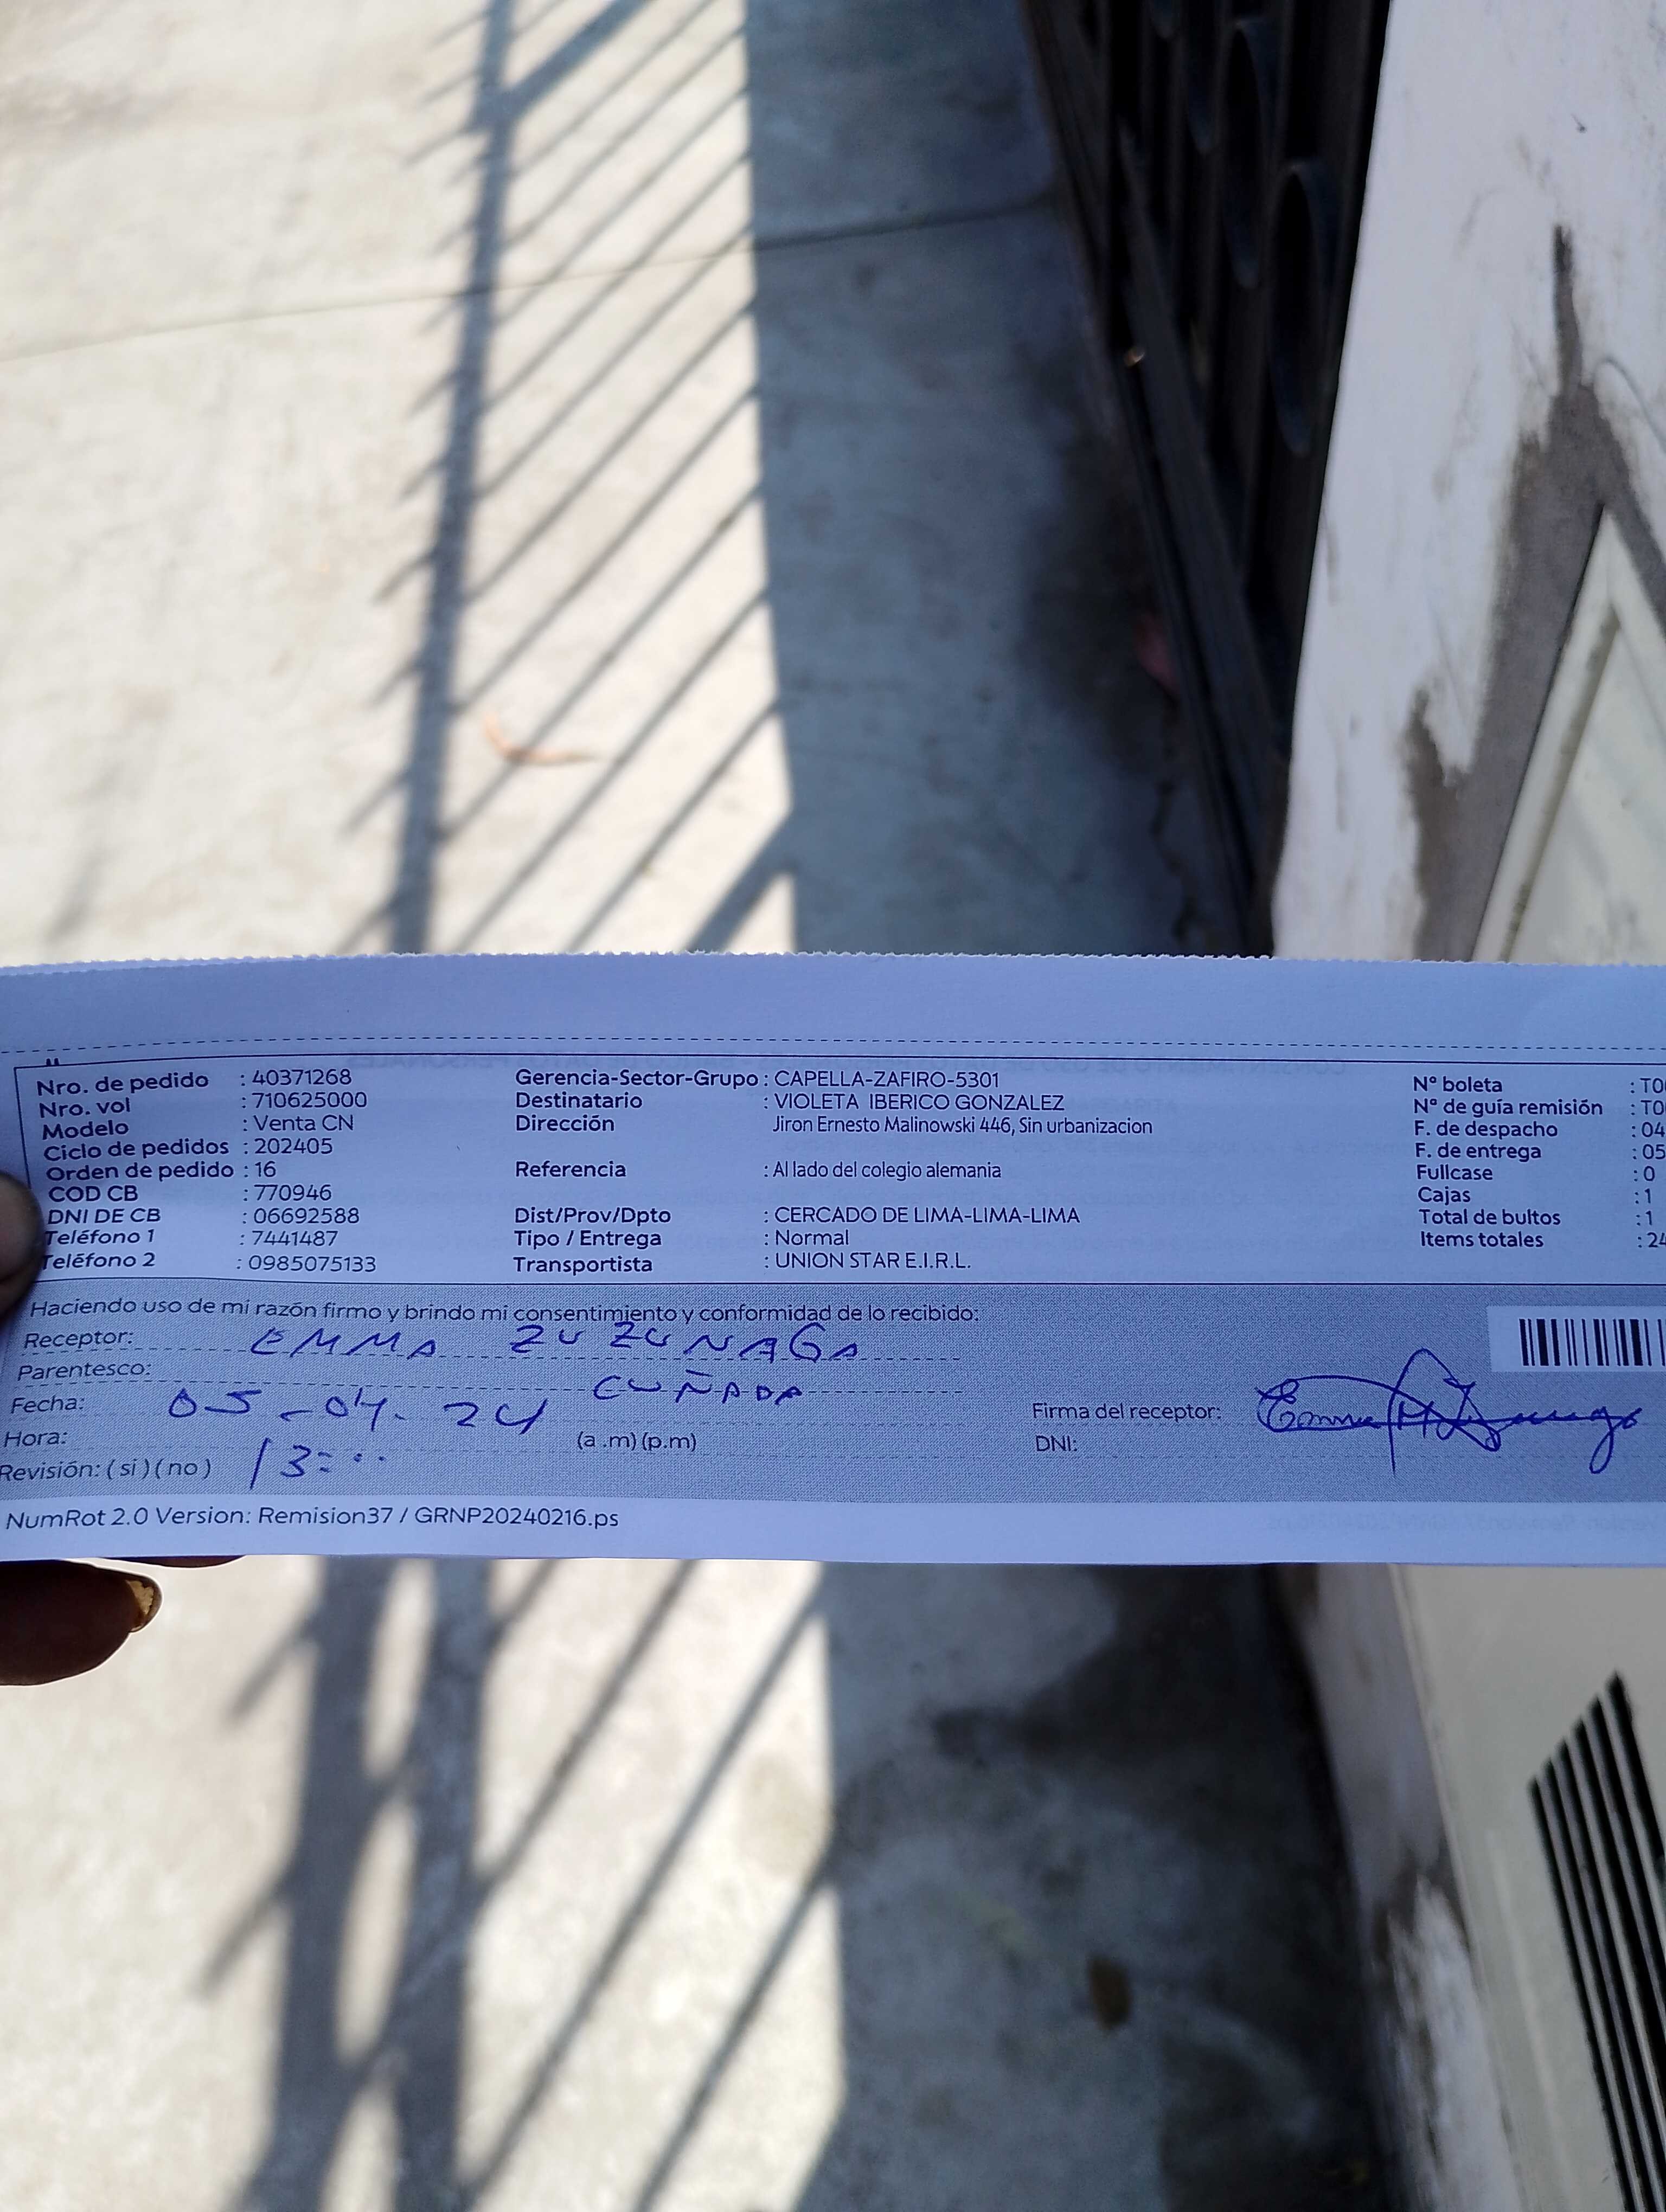 Nro. de pedido : 40371268 Gerencia-Sector-Grupo : CAPELLA-ZAFIRO-5301 Nº boleta : T0
Nro. vol : 710625000 Destinatario : VIOLETA IBERICO GONZALEZ Nº de guía remisión : T0
Modelo : Venta CN Dirección Jiron Ernesto Malinowski 446, Sin urbanizacion F. de despacho : 04
Ciclo de pedidos : 202405 F. de entrega : 05
Orden de pedido : 16 Referencia : Al lado del colegio alemania Fullcase : 0
COD CB : 770946 Cajas : 1
DNI DE CB : 06692588 Dist/Prov/Dpto : CERCADO DE LIMA-LIMA-LIMA Total de bultos : 1
Teléfono 1 : 7441487 Tipo / Entrega : Normal Items totales : 24
Teléfono 2 : 0985075133 Transportista : UNION STAR E.I.R.L.
Haciendo uso de mi razón firmo y brindo mi consentimiento y conformidad de lo recibido:
Receptor: EMMA ZUZUNAGA
Parentesco: CUÑADA
Fecha: 05-04-24 Firma del receptor:
Hora: 13: (a .m) (p.m) DNI:
Revisión: ( si ) ( no )
NumRot 2.0 Version: Remision37 / GRNP20240216.ps